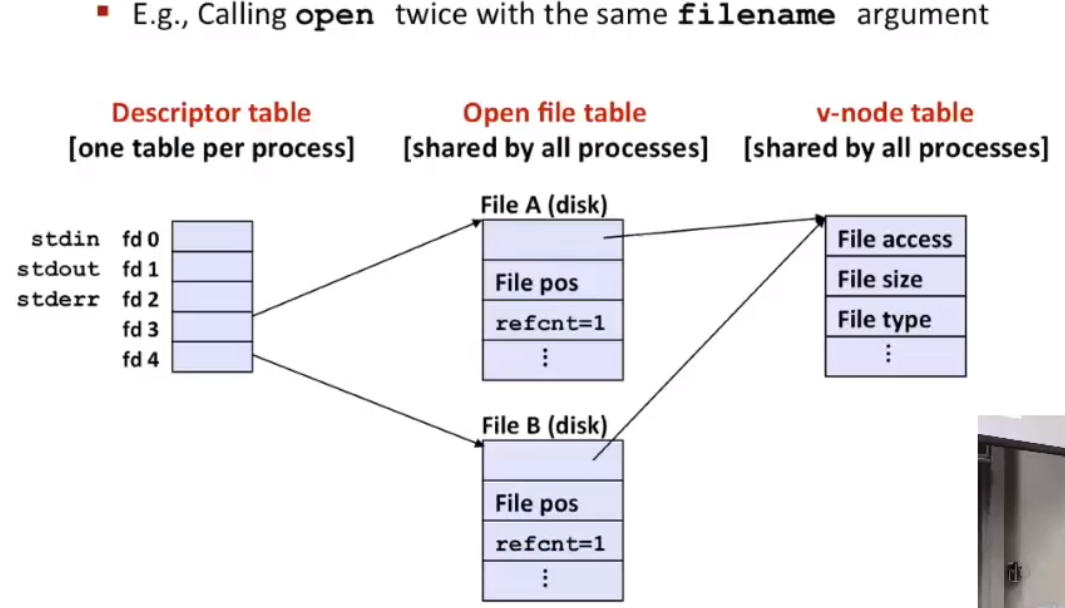 ▪ E.g., Calling open twice with the same filename argument
Descriptor table
[one table per process]
Open file table
[shared by all processes]
v-node table
[shared by all processes]
stdin fd 0
stdout fd 1
stderr fd 2
fd 3
fd 4
File A (disk)
File pos
refcnt=1
⋮
File B (disk)
File pos
refcnt=1
⋮
File access
File size
File type
⋮